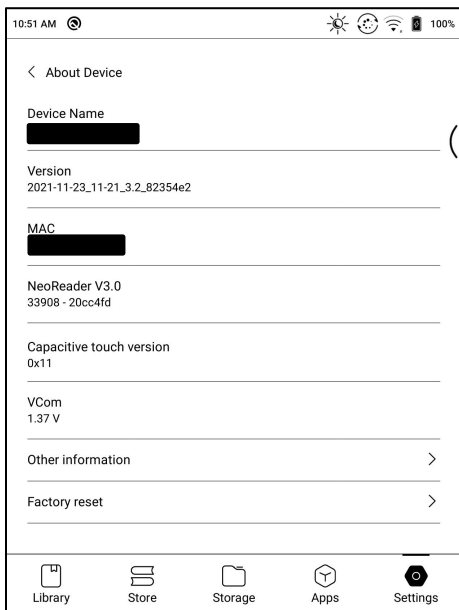 10:51 AM 100%
About Device
Device Name
Version
2021-11-23_11-21_3.2_82354e2
MAC
NeoReader V3.0
33908 - 20cc4fd
Capacitive touch version
0x11
VCom
1.37 V
Other information
Factory reset
Library Store Storage Apps Settings